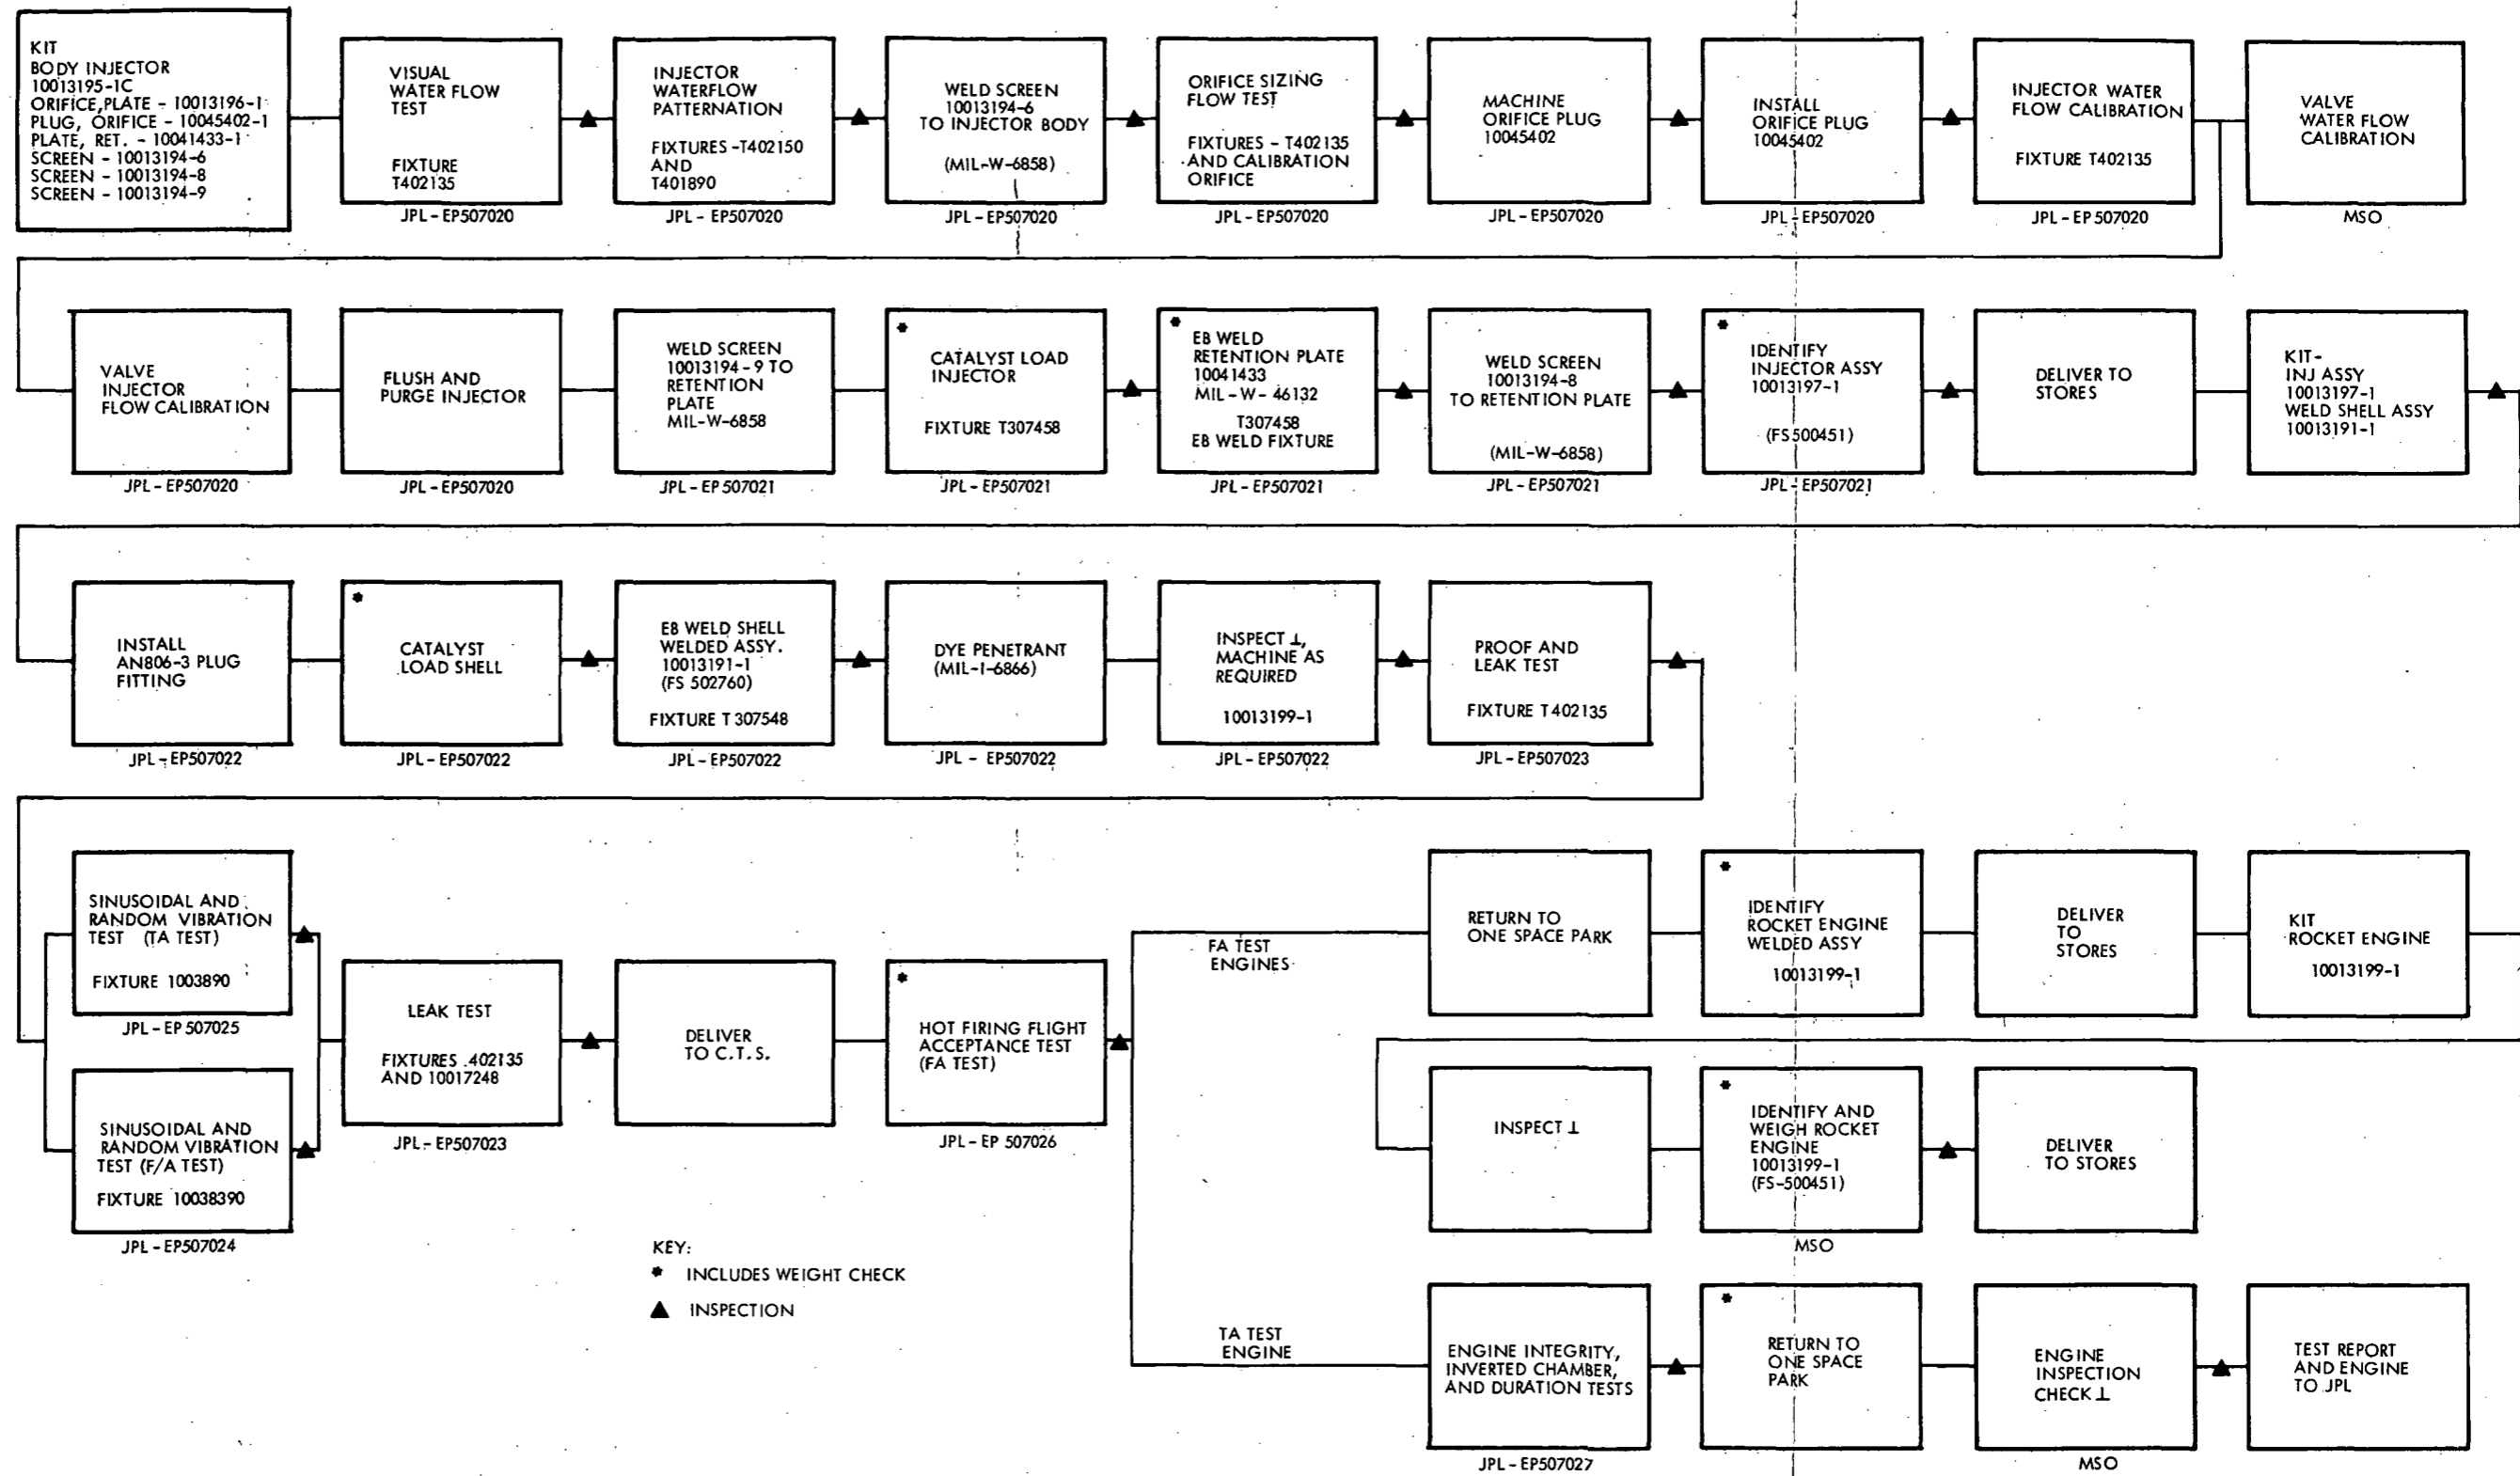 KIT
BODY INJECTOR
10013195-1C
ORIFICE, PLATE - 10013196-1
PLUG, ORIFICE - 10045402-1
PLATE, RET. - 10041433-1
SCREEN - 10013194-6
SCREEN - 10013194-8
SCREEN - 10013194-9
VISUAL
WATER FLOW
TEST
FIXTURE
T402135
JPL - EP507020
INJECTOR
WATERFLOW
PATTERNATION
FIXTURES -T402150
AND
T401890
JPL - EP507020
WELD SCREEN
10013194-6
TO INJECTOR BODY
(MIL-W-6858)
JPL - EP507020
ORIFICE SIZING
FLOW TEST
FIXTURES - T402135
AND CALIBRATION
ORIFICE
JPL - EP507020
MACHINE
ORIFICE PLUG
10045402
JPL - EP507020
INSTALL
ORIFICE PLUG
10045402
JPL - EP507020
INJECTOR WATER
FLOW CALIBRATION
FIXTURE T402135
JPL - EP507020
VALVE
WATER FLOW
CALIBRATION
MSO
VALVE
INJECTOR
FLOW CALIBRATION
JPL - EP507020
FLUSH AND
PURGE INJECTOR
JPL - EP507020
WELD SCREEN
10013194-9 TO
RETENTION
PLATE
MIL-W-6858
JPL - EP507021
* CATALYST LOAD
INJECTOR
FIXTURE T307458
JPL - EP507021
* EB WELD
RETENTION PLATE
10041433
MIL-W-46132
T307458
EB WELD FIXTURE
JPL - EP507021
WELD SCREEN
10013194-8
TO RETENTION PLATE
(MIL-W-6858)
JPL - EP507021
* IDENTIFY
INJECTOR ASSY
10013197-1
(FS500451)
JPL - EP507021
DELIVER TO
STORES
KIT-
INJ ASSY
10013197-1
WELD SHELL ASSY
10013191-1
INSTALL
AN806-3 PLUG
FITTING
JPL - EP507022
* CATALYST
LOAD SHELL
JPL - EP507022
EB WELD SHELL
WELDED ASSY.
10013191-1
(FS 502760)
FIXTURE T 307548
JPL - EP507022
DYE PENETRANT
(MIL-I-6866)
JPL - EP507022
INSPECT ⊥,
MACHINE AS
REQUIRED
10013199-1
JPL - EP507022
PROOF AND
LEAK TEST
FIXTURE T402135
JPL - EP507023
SINUSOIDAL AND
RANDOM VIBRATION
TEST (TA TEST)
FIXTURE 1003890
JPL - EP 507025
SINUSOIDAL AND
RANDOM VIBRATION
TEST (F/A TEST)
FIXTURE 10038390
JPL - EP507024
LEAK TEST
FIXTURES 402135
AND 10017248
JPL - EP507023
DELIVER
TO C.T.S.
* HOT FIRING FLIGHT
ACCEPTANCE TEST
(FA TEST)
JPL - EP 507026
FA TEST
ENGINES
RETURN TO
ONE SPACE PARK
* IDENTIFY
ROCKET ENGINE
WELDED ASSY
10013199-1
DELIVER
TO
STORES
KIT
ROCKET ENGINE
10013199-1
INSPECT ⊥
* IDENTIFY AND
WEIGH ROCKET
ENGINE
10013199-1
(FS-500451)
MSO
DELIVER
TO STORES
TA TEST
ENGINE
ENGINE INTEGRITY,
INVERTED CHAMBER,
AND DURATION TESTS
JPL - EP507027
* RETURN TO
ONE SPACE
PARK
ENGINE
INSPECTION
CHECK ⊥
MSO
TEST REPORT
AND ENGINE
TO JPL
KEY:
* INCLUDES WEIGHT CHECK
▲ INSPECTION